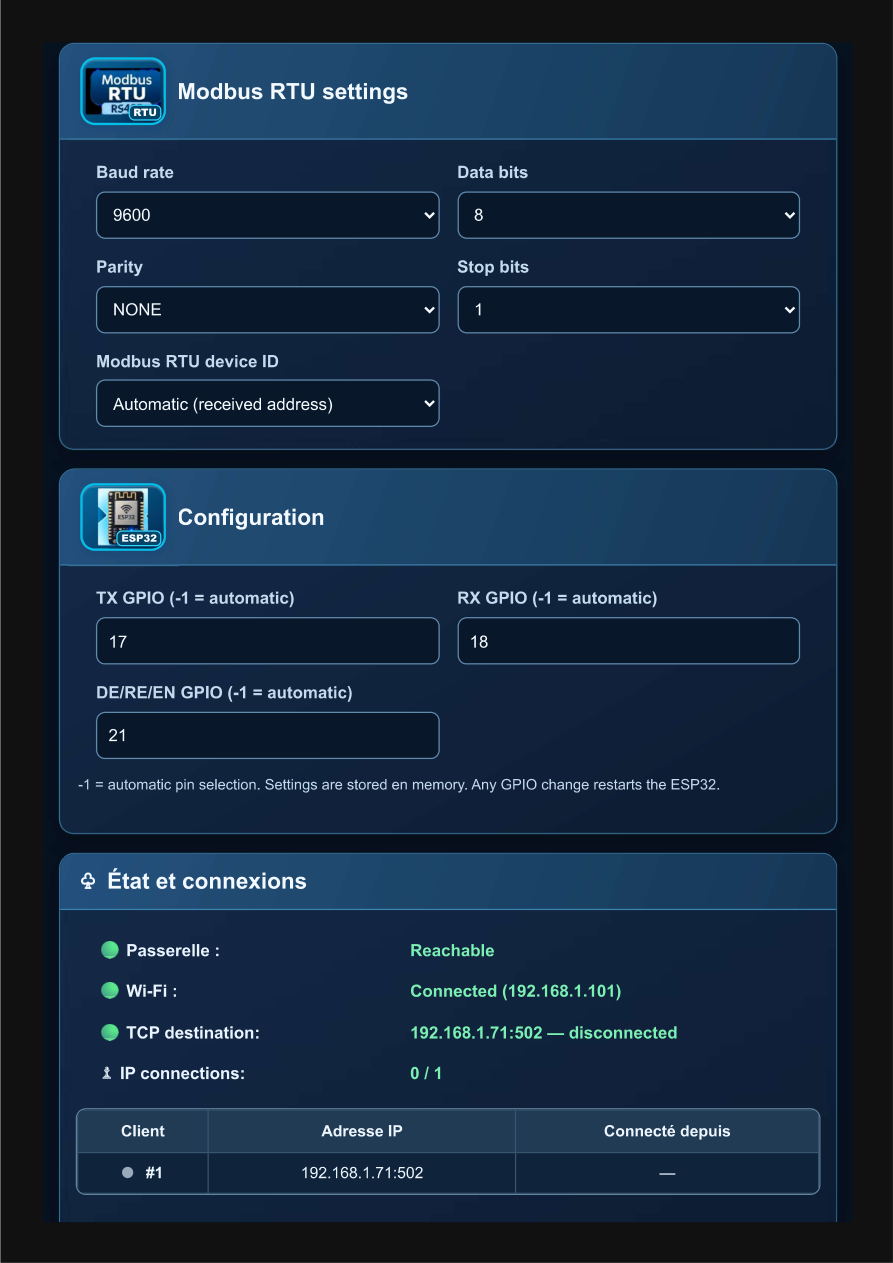 Modbus
RTU
RTU
Modbus RTU settings
Baud rate
Data bits
9600
8
Parity
Stop bits
NONE
1
Modbus RTU device ID
Automatic (received address)
ESP32
ESP32
Configuration
TX GPIO (-1 = automatic)
RX GPIO (-1 = automatic)
17
18
DE/RE/EN GPIO (-1 = automatic)
21
-1 = automatic pin selection. Settings are stored en memory. Any GPIO change restarts the ESP32.
État et connexions
Passerelle :
Reachable
Wi-Fi :
Connected (192.168.1.101)
TCP destination:
192.168.1.71:502 — disconnected
IP connections:
0 / 1
Client
Adresse IP
Connecté depuis
#1
192.168.1.71:502
—